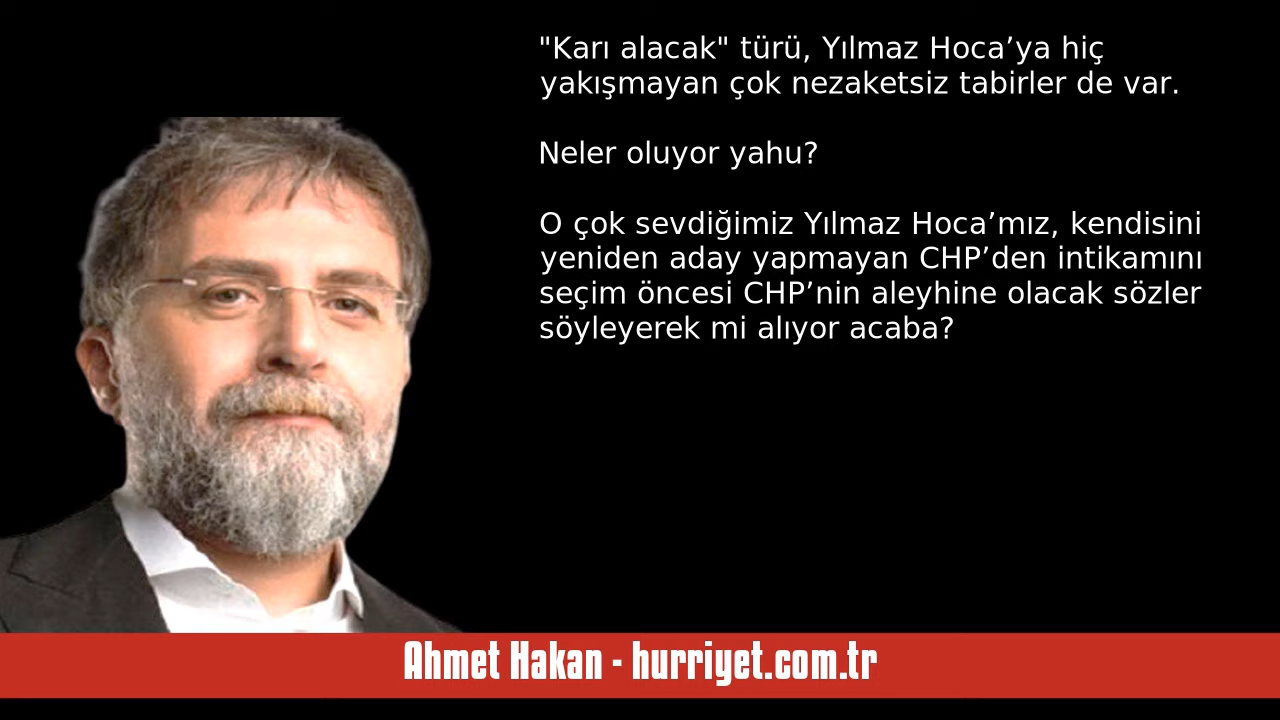 "Karı alacak" türü, Yılmaz Hoca’ya hiç
yakışmayan çok nezaketsiz tabirler de var.
Neler oluyor yahu?
O çok sevdiğimiz Yılmaz Hoca’mız, kendisini
yeniden aday yapmayan CHP’den intikamını
seçim öncesi CHP’nin aleyhine olacak sözler
söyleyerek mi alıyor acaba?
Ahmet Hakan - hurriyet.com.tr